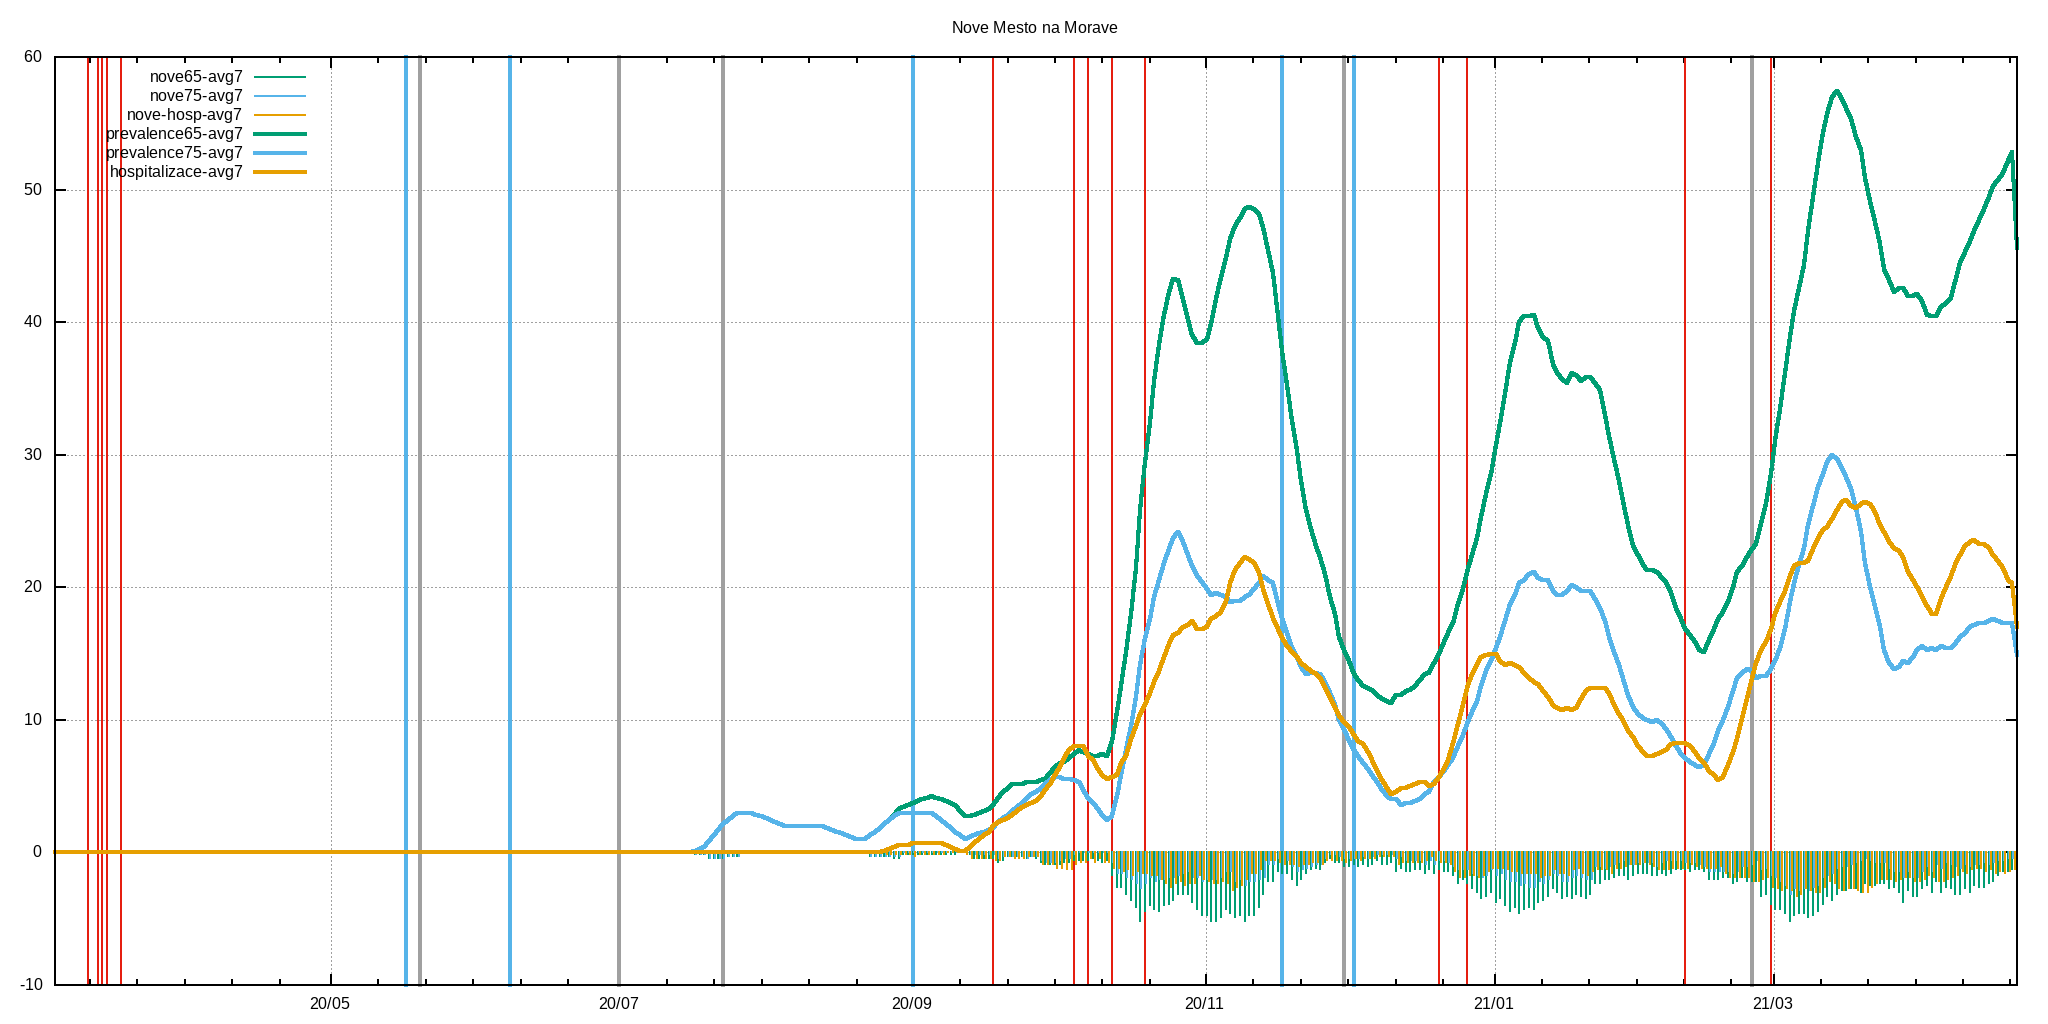 Nove Mesto na Morave
60
50
40
30
20
10
0
-10
nove65-avg7
nove75-avg7
nove-hosp-avg7
prevalence65-avg7
prevalence75-avg7
hospitalizace-avg7
20/05
20/07
20/09
20/11
21/01
21/03